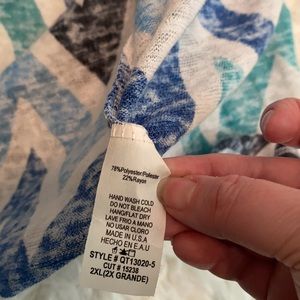 78%Polyester/Poliester
22%Rayon
HAND WASH COLD
DO NOT BLEACH
HANG/FLAT DRY
LAVE FRIO A MANO
NO USAR CLORO
MADE IN U.S.A
HECHO EN E.A.U
STYLE # QT13020-5
CUT # 15238
2XL(2X GRANDE)